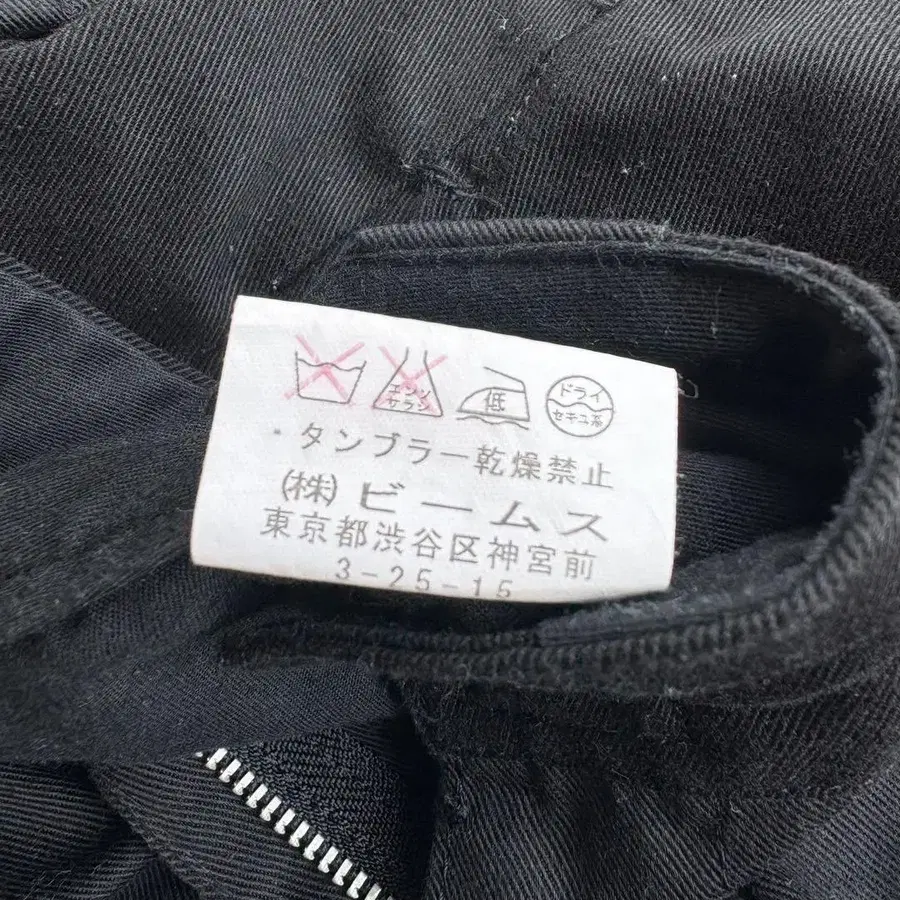 エンソ
サラシ
低
ドライ
セキユ系
・タンブラー乾燥禁止
(株)ビームス
東京都渋谷区神宮前
3-25-15